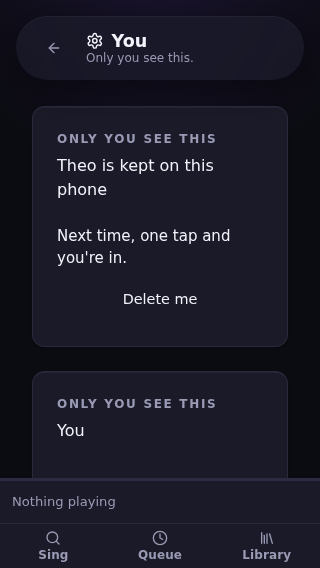 You
Only you see this.
ONLY YOU SEE THIS
Theo is kept on this
phone
Next time, one tap and
you're in.
Delete me
ONLY YOU SEE THIS
You
Nothing playing
Sing
Queue
Library